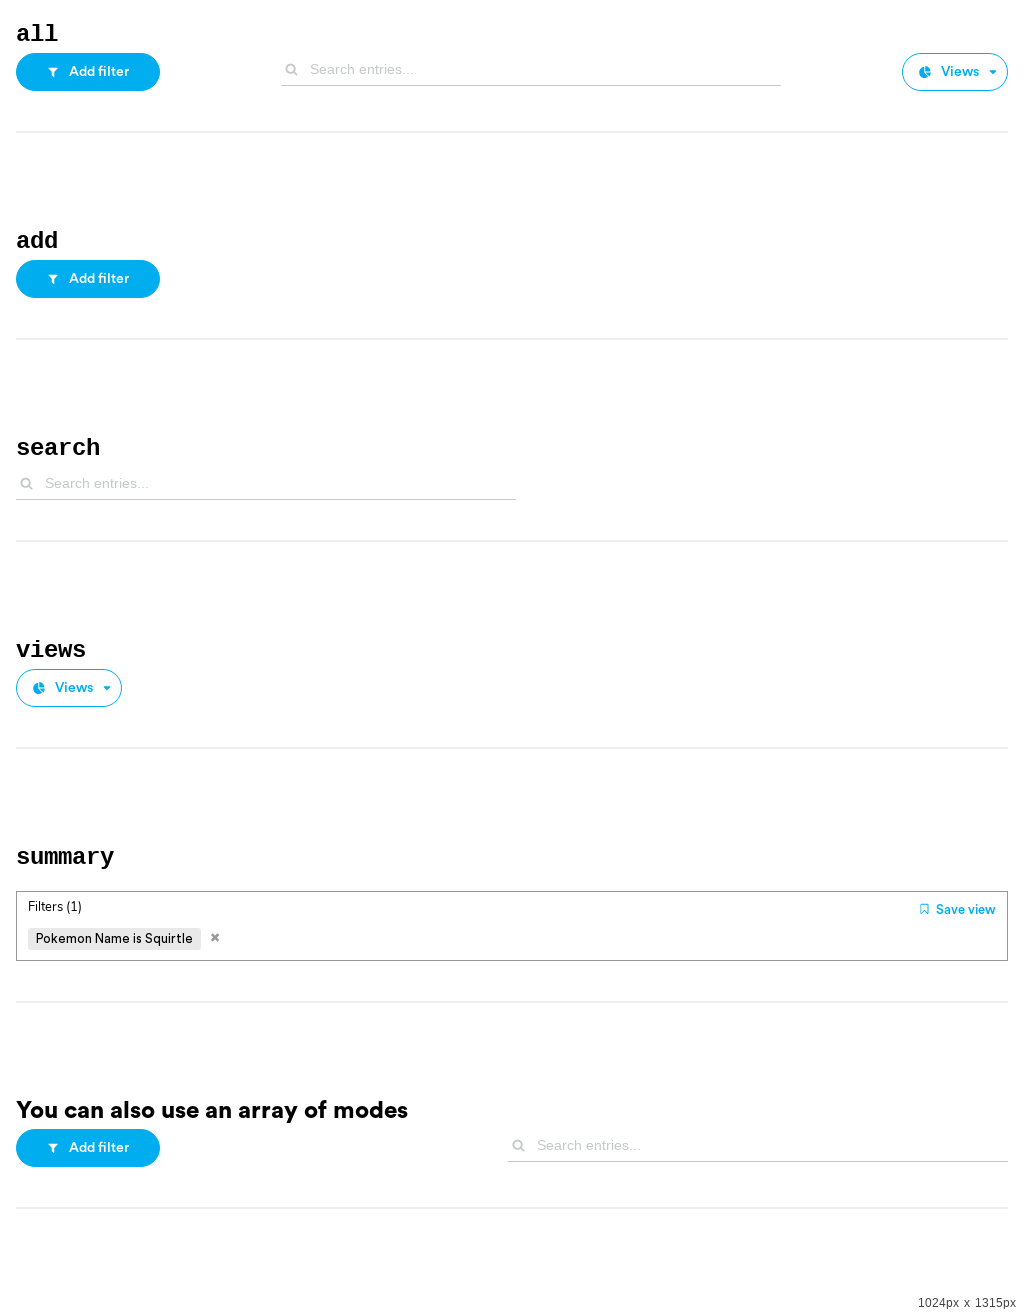 all
Add filter
Search entries...
Views
add
Add filter
search
Search entries...
views
Views
summary
Filters (1)
Save view
Pokemon Name is Squirtle
You can also use an array of modes
Add filter
Search entries...
1024px x 1315px